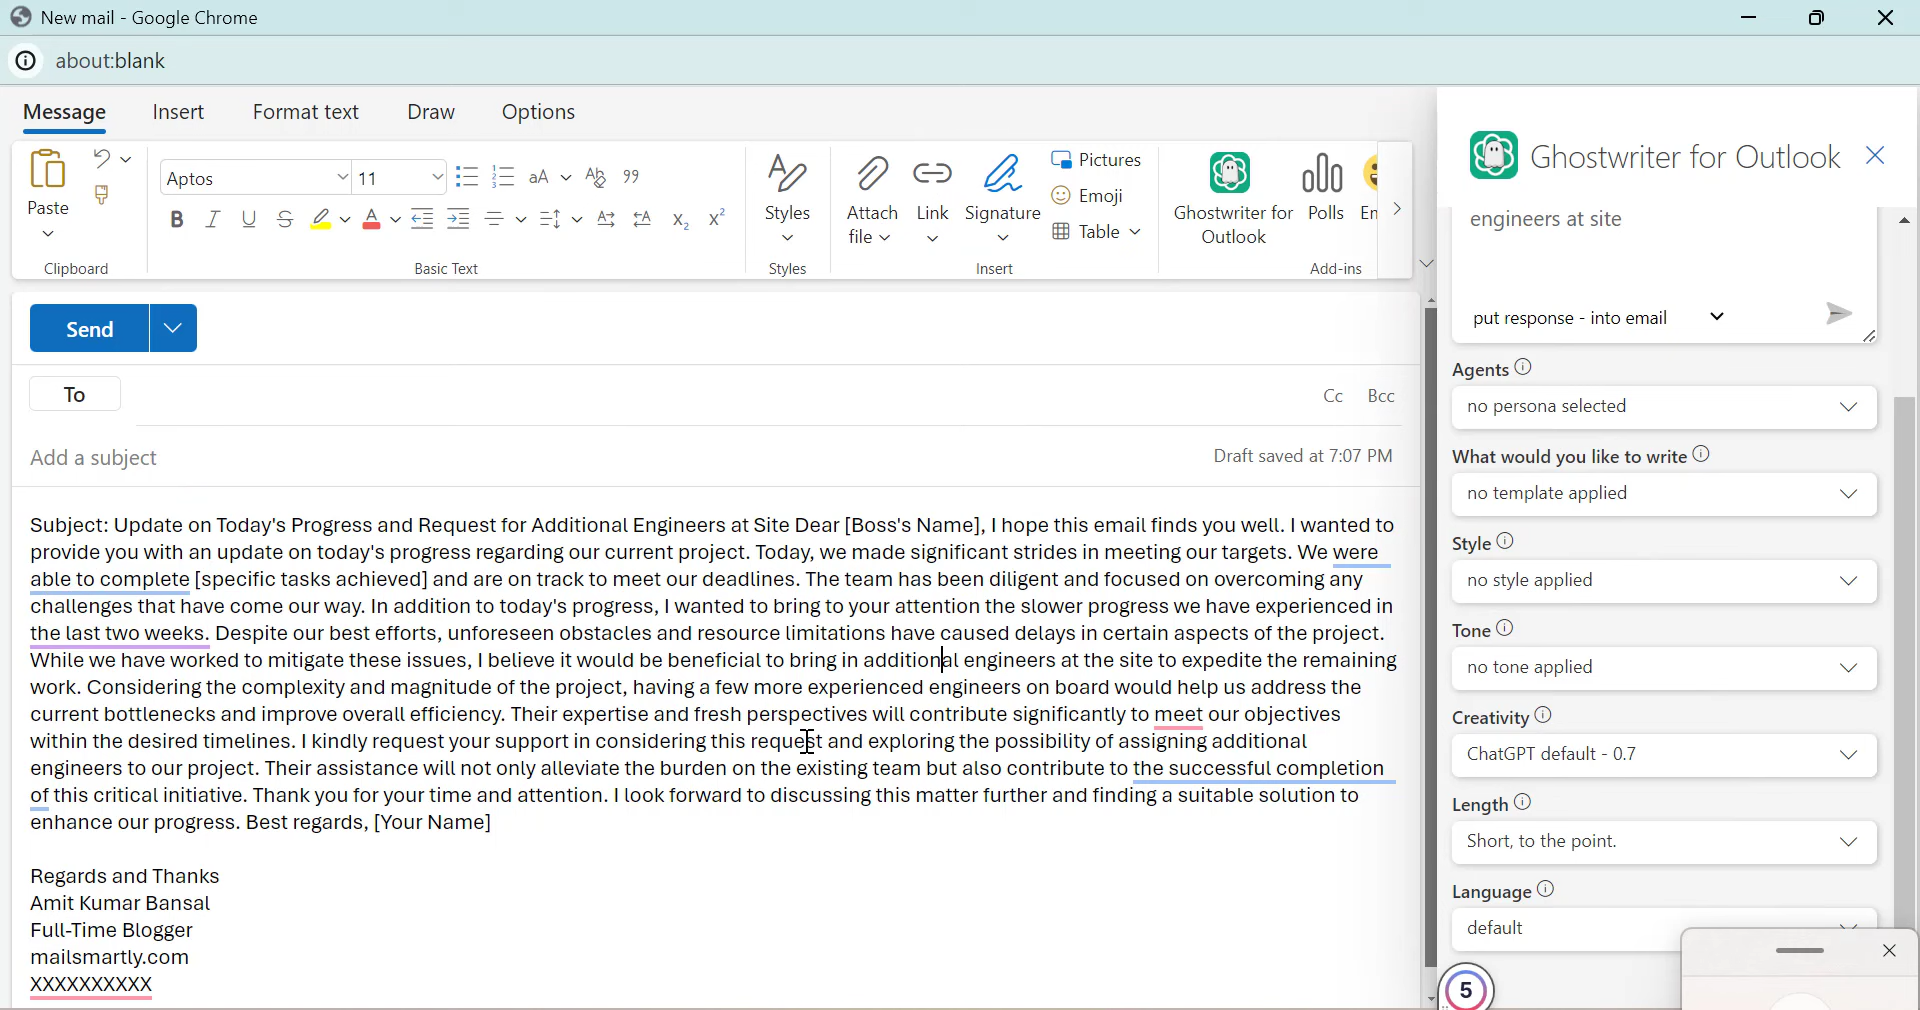 New mail - Google Chrome
about:blank
Message Insert Format text Draw Options
Paste
Clipboard
Aptos 11
Basic Text
Styles
Styles
Attach file
Link
Signature
Pictures
Emoji
Table
Insert
Ghostwriter for Outlook
Polls
En
Add-ins
Send
To
Cc Bcc
Add a subject
Draft saved at 7:07 PM
Subject: Update on Today's Progress and Request for Additional Engineers at Site Dear [Boss's Name], I hope this email finds you well. I wanted to
provide you with an update on today's progress regarding our current project. Today, we made significant strides in meeting our targets. We were
able to complete [specific tasks achieved] and are on track to meet our deadlines. The team has been diligent and focused on overcoming any
challenges that have come our way. In addition to today's progress, I wanted to bring to your attention the slower progress we have experienced in
the last two weeks. Despite our best efforts, unforeseen obstacles and resource limitations have caused delays in certain aspects of the project.
While we have worked to mitigate these issues, I believe it would be beneficial to bring in additional engineers at the site to expedite the remaining
work. Considering the complexity and magnitude of the project, having a few more experienced engineers on board would help us address the
current bottlenecks and improve overall efficiency. Their expertise and fresh perspectives will contribute significantly to meet our objectives
within the desired timelines. I kindly request your support in considering this request and exploring the possibility of assigning additional
engineers to our project. Their assistance will not only alleviate the burden on the existing team but also contribute to the successful completion
of this critical initiative. Thank you for your time and attention. I look forward to discussing this matter further and finding a suitable solution to
enhance our progress. Best regards, [Your Name]
Regards and Thanks
Amit Kumar Bansal
Full-Time Blogger
mailsmartly.com
XXXXXXXXXX
Ghostwriter for Outlook
engineers at site
put response - into email
Agents
no persona selected
What would you like to write
no template applied
Style
no style applied
Tone
no tone applied
Creativity
ChatGPT default - 0.7
Length
Short, to the point.
Language
default
5